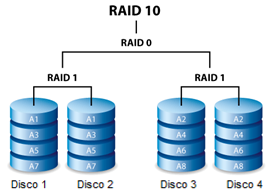 RAID 10
RAID 0
RAID 1 RAID 1
A1 A1 A2 A2
A3 A3 A4 A4
A5 A5 A6 A6
A7 A7 A8 A8
Disco 1 Disco 2 Disco 3 Disco 4